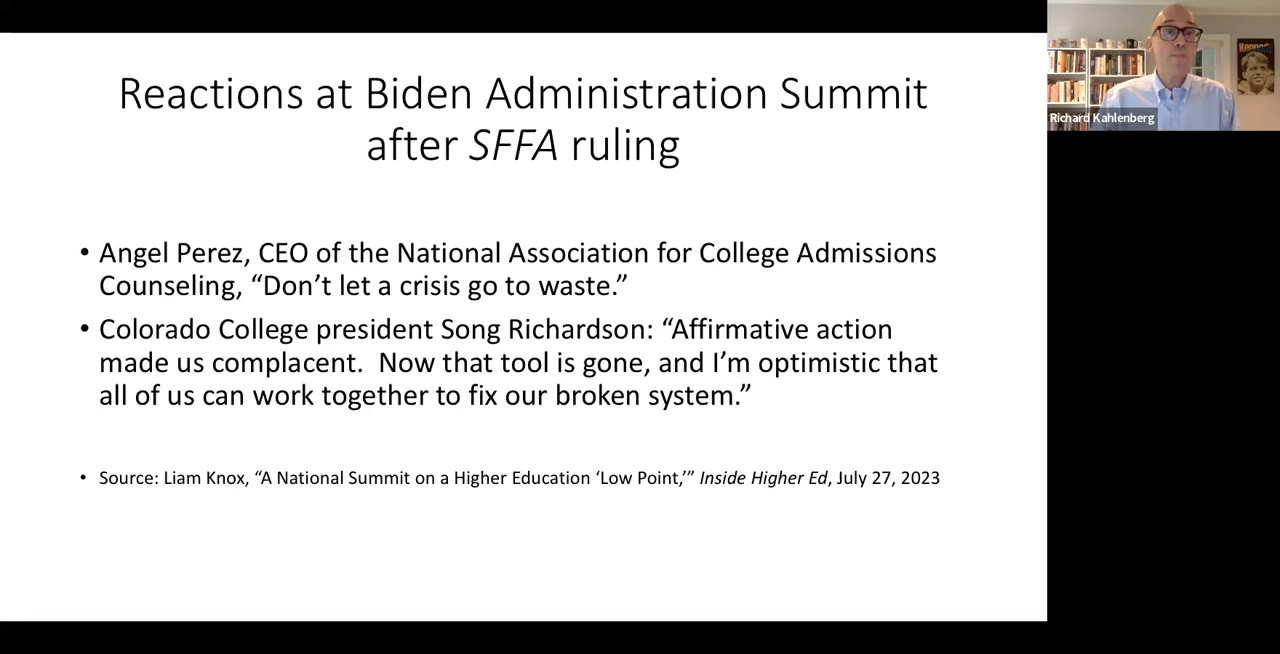 Reactions at Biden Administration Summit
after SFFA ruling
• Angel Perez, CEO of the National Association for College Admissions
Counseling, “Don’t let a crisis go to waste.”
• Colorado College president Song Richardson: “Affirmative action
made us complacent.  Now that tool is gone, and I’m optimistic that
all of us can work together to fix our broken system.”
• Source: Liam Knox, “A National Summit on a Higher Education ‘Low Point,’” Inside Higher Ed, July 27, 2023
Richard Kahlenberg